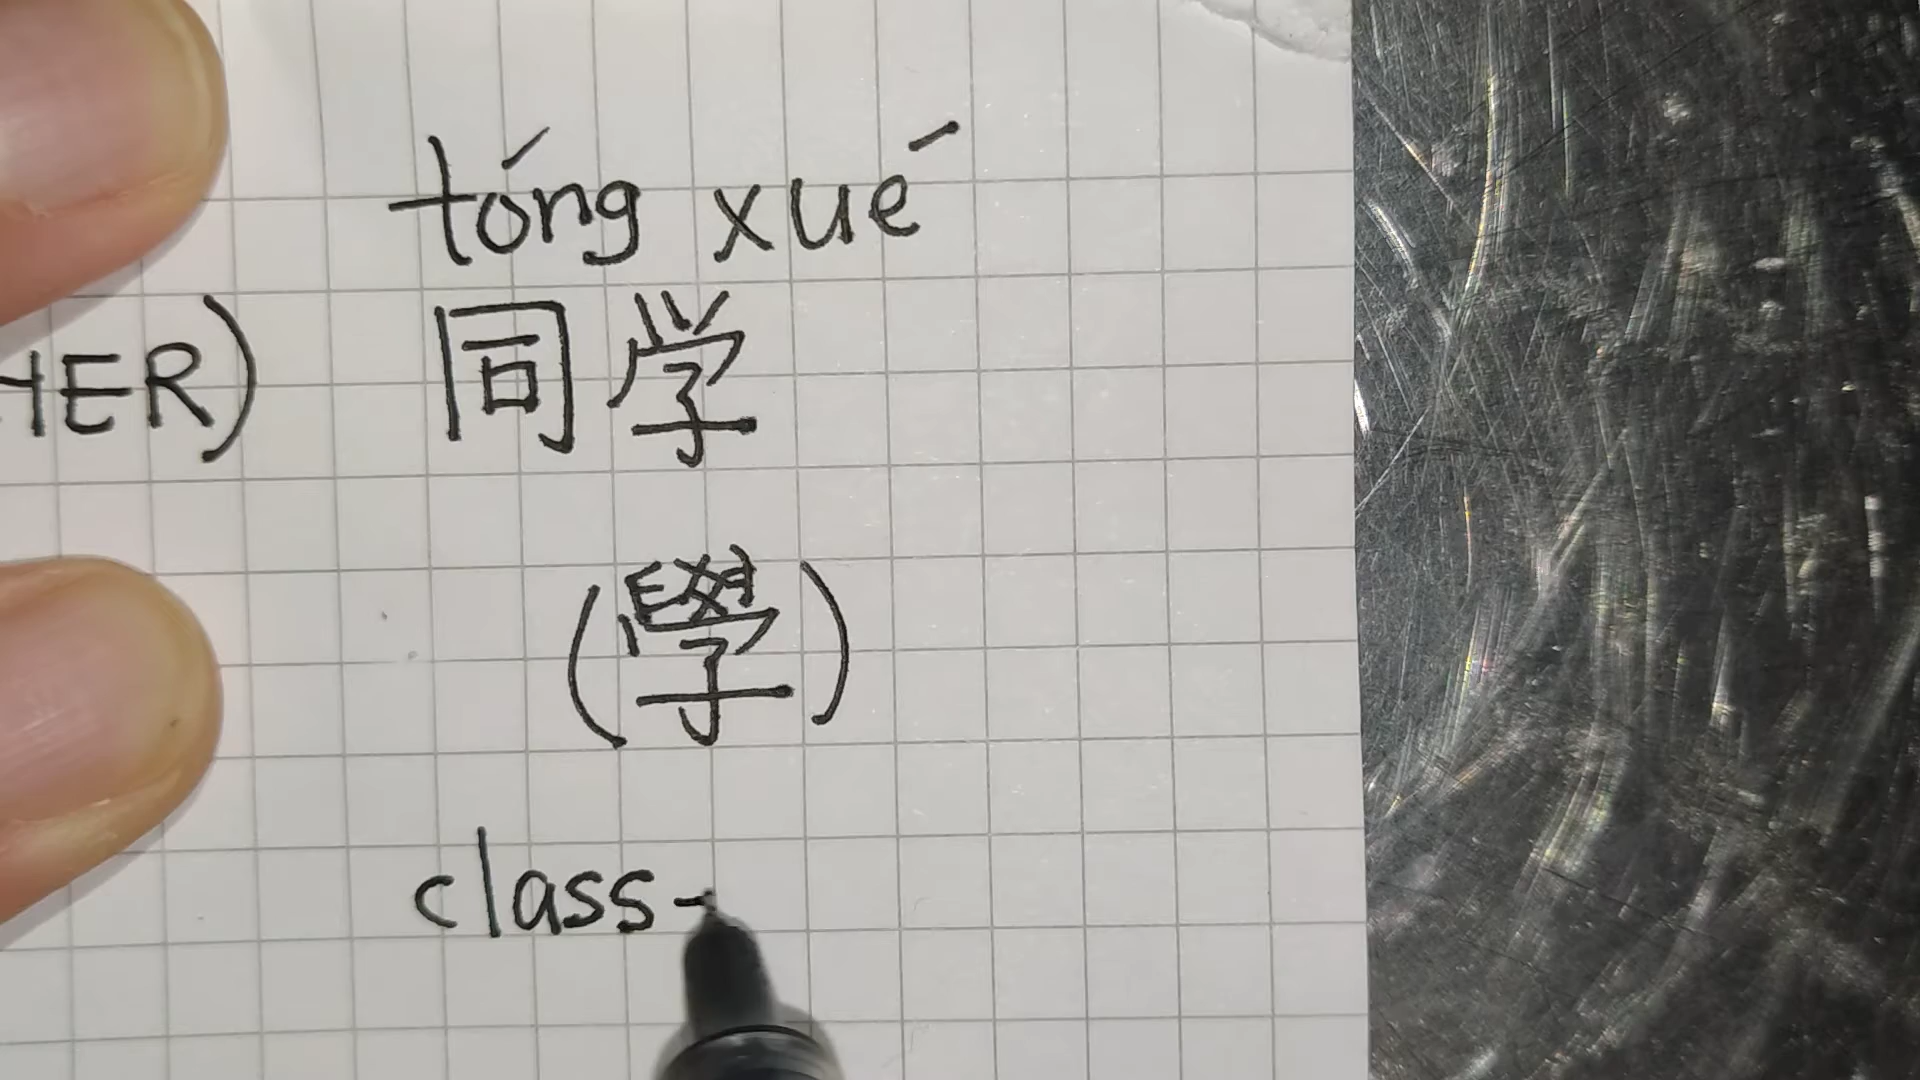 tóng xué
HER) 同学
(學)
class-